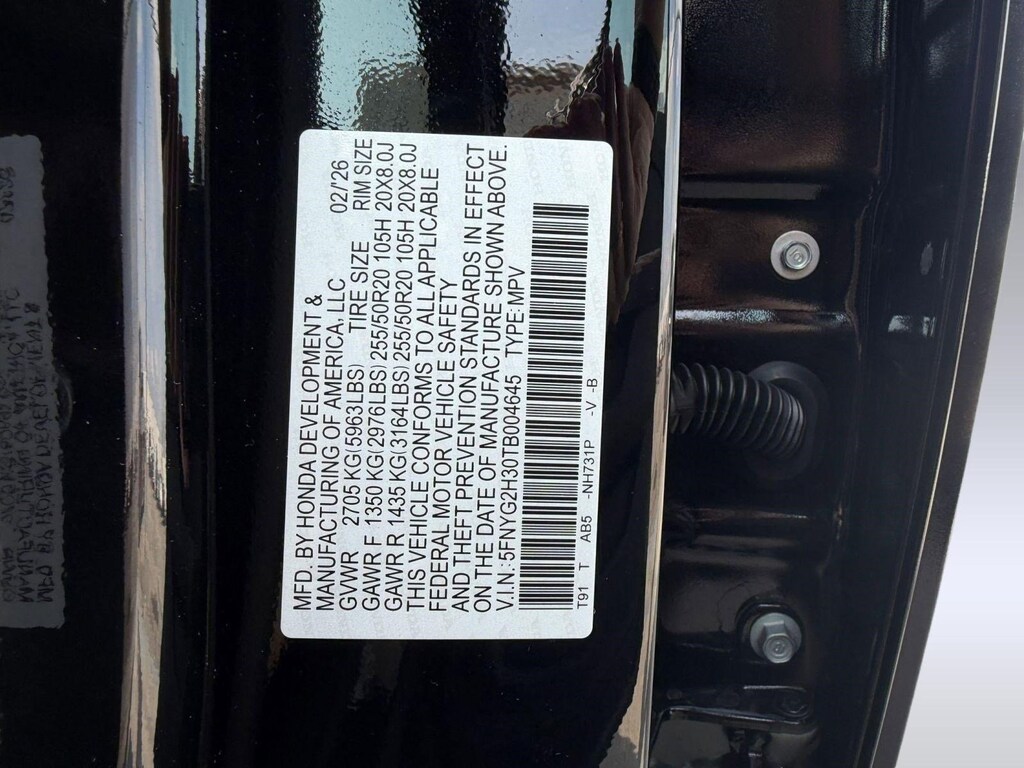 MFD. BY HONDA DEVELOPMENT &
MANUFACTURING OF AMERICA, LLC 02/'26
GVWR 2705 KG(5963LBS) TIRE SIZE RIM SIZE
GAWR F 1350 KG(2976LBS) 255/50R20 105H 20X8.0J
GAWR R 1435 KG(3164LBS) 255/50R20 105H 20X8.0J
THIS VEHICLE CONFORMS TO ALL APPLICABLE
FEDERAL MOTOR VEHICLE SAFETY
AND THEFT PREVENTION STANDARDS IN EFFECT
ON THE DATE OF MANUFACTURE SHOWN ABOVE.
V.I.N:5FNYG2H30TB004645 TYPE:MPV
T91 T AB5 -NH731P -V -B